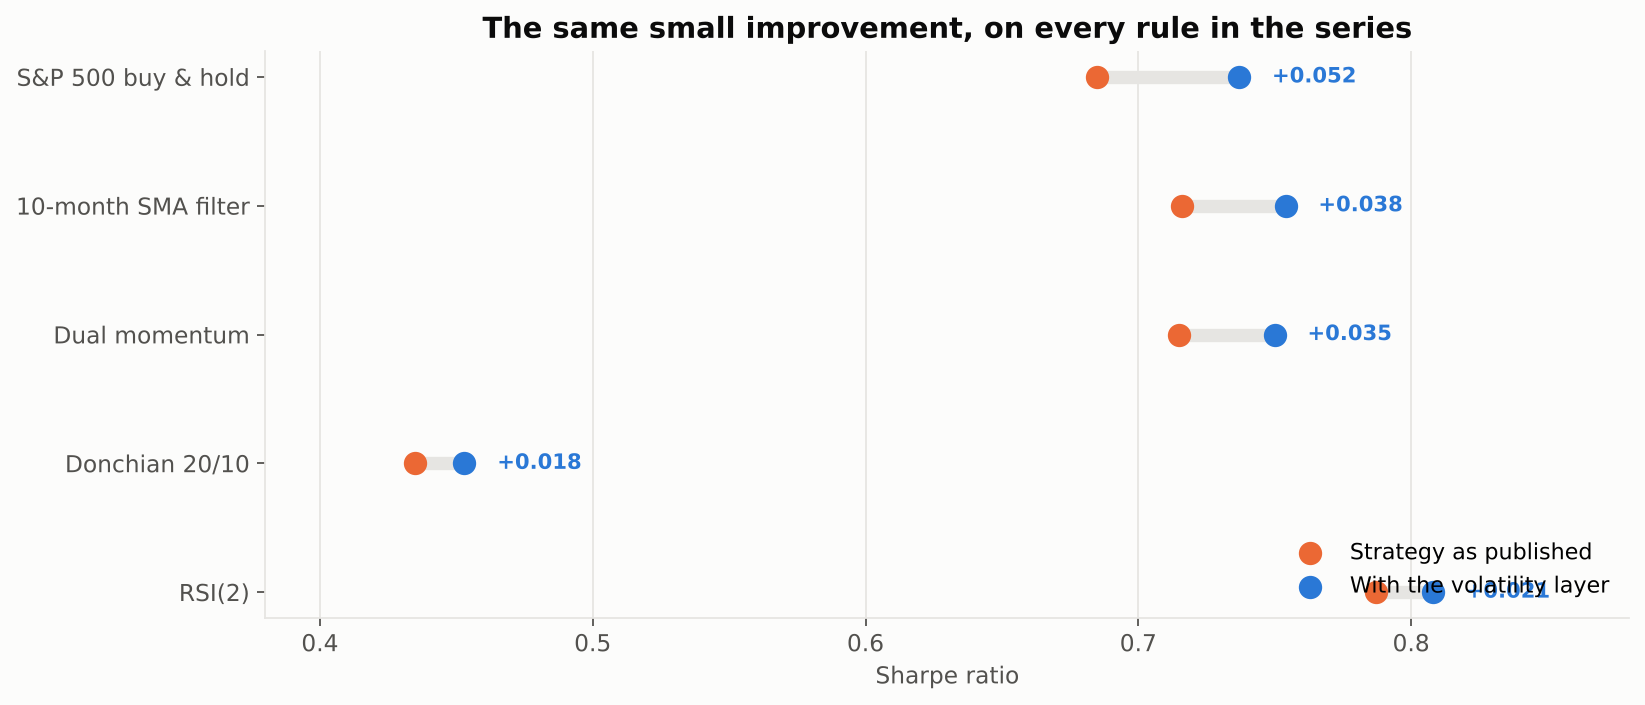 The same small improvement, on every rule in the series
S&P 500 buy & hold
+0.052
10-month SMA filter
+0.038
Dual momentum
+0.035
Donchian 20/10
+0.018
Strategy as published
With the volatility layer
RSI(2)
+0.021
0.4 0.5 0.6 0.7 0.8
Sharpe ratio